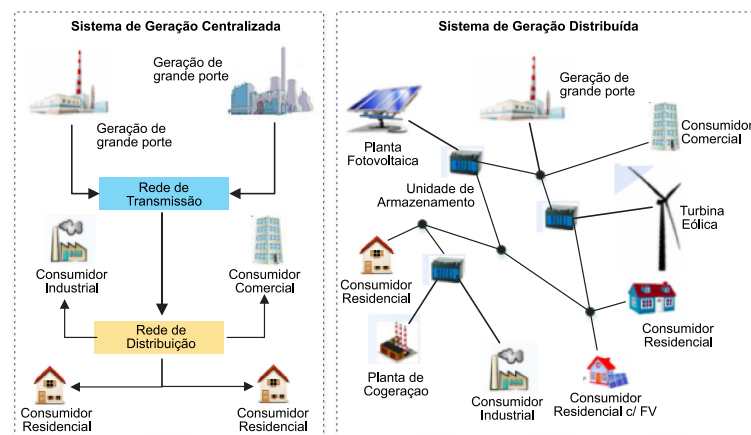 Sistema de Geração Centralizada
Geração de
grande porte
Geração de
grande porte
Rede de
Transmissão
Consumidor
Industrial
Consumidor
Comercial
Rede de
Distribuição
Consumidor
Residencial
Consumidor
Residencial
Sistema de Geração Distribuída
Geração de
grande porte
Planta
Fotovoltaica
Consumidor
Comercial
Unidade de
Armazenamento
Turbina
Eólica
Consumidor
Residencial
Consumidor
Residencial
Planta de
Cogeraçao
Consumidor
Industrial
Consumidor
Residencial c/ FV